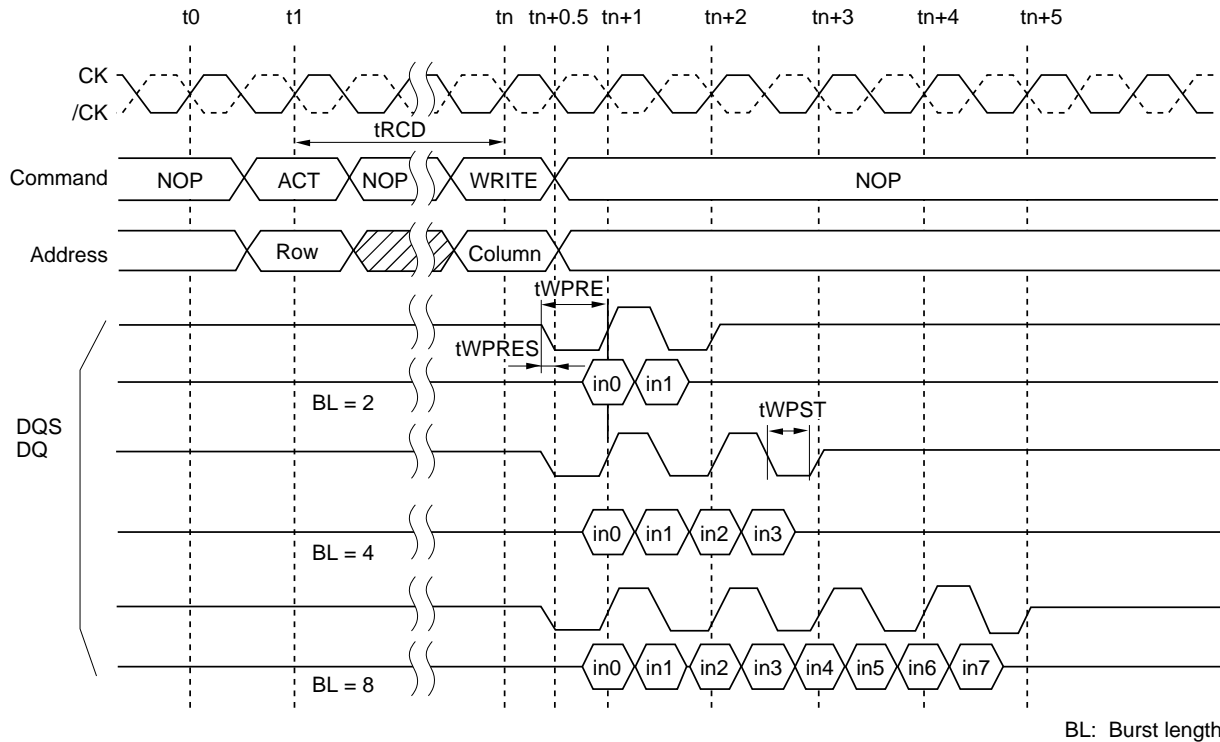 t0 t1 tn tn+0.5 tn+1 tn+2 tn+3 tn+4 tn+5
CK
/CK
tRCD
Command NOP ACT NOP WRITE NOP
Address Row Column
tWPRE
tWPRES
in0 in1
BL = 2
tWPST
DQS
DQ
in0 in1 in2 in3
BL = 4
in0 in1 in2 in3 in4 in5 in6 in7
BL = 8
BL: Burst length